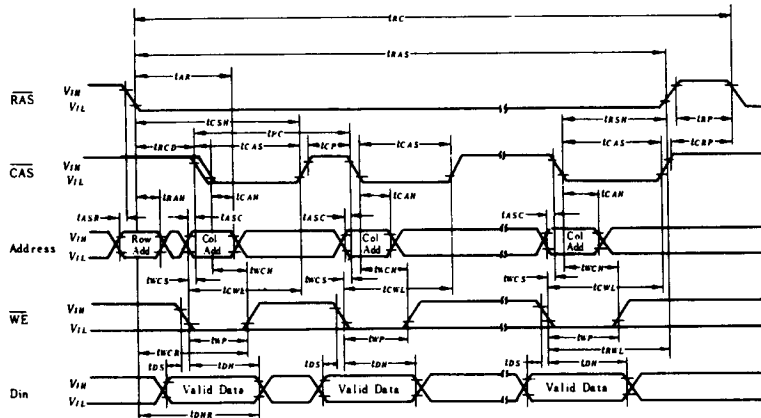 tRC
tRAS
tAR
RAS VIH
VIL
tCSH tRSH tRP
tPC
tRCD tCAS tCP tCAS tCAS tCRP
CAS VIH
VIL
tRAH tCAH tCAH tCAH
tASR tASC tASC tASC
Address VIH
VIL
Row Add Col Add Col Add Col Add
tWCS tWCH tWCH tWCS tWCH
tCWL tCWL tCWL
WE VIH
VIL
tWP tWP tWP
tWCR tRWL
tDS tDH tDS tDH tDS tDH
Din VIH
VIL
Valid Data Valid Data Valid Data
tDHR